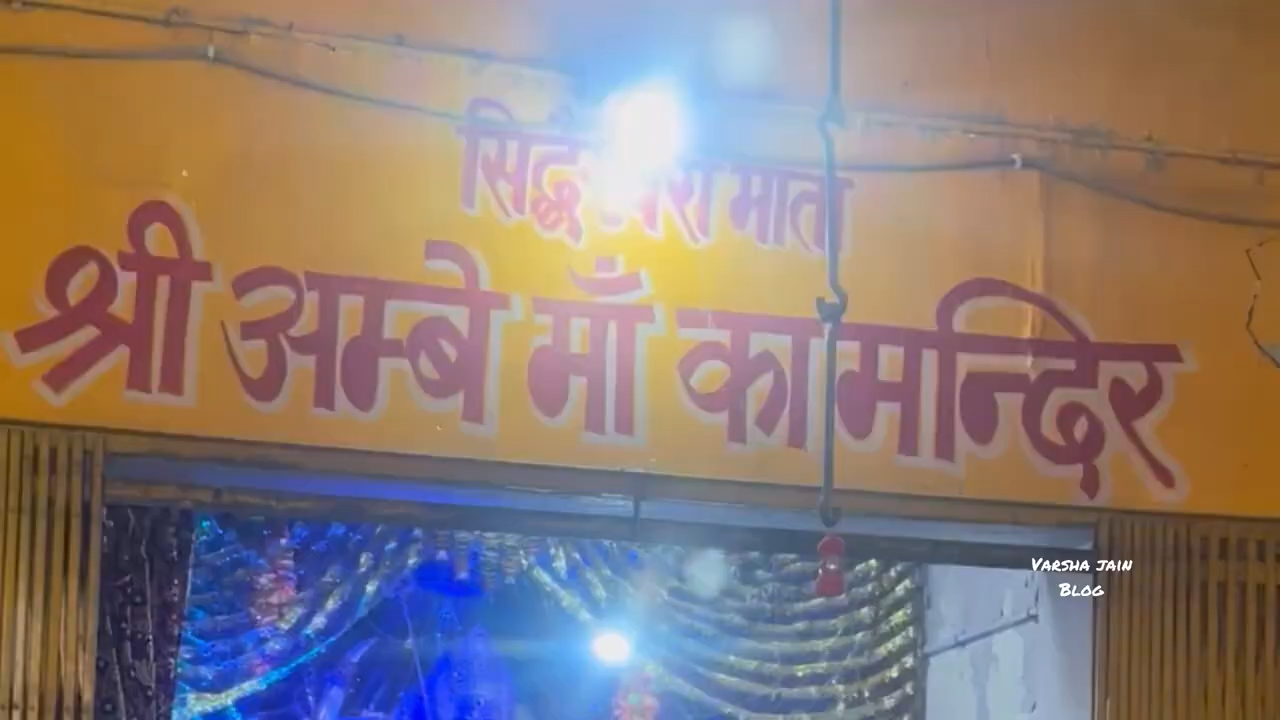 माता
श्री अम्बे माँ का मन्दिर
VARSHA JAIN
BLOG